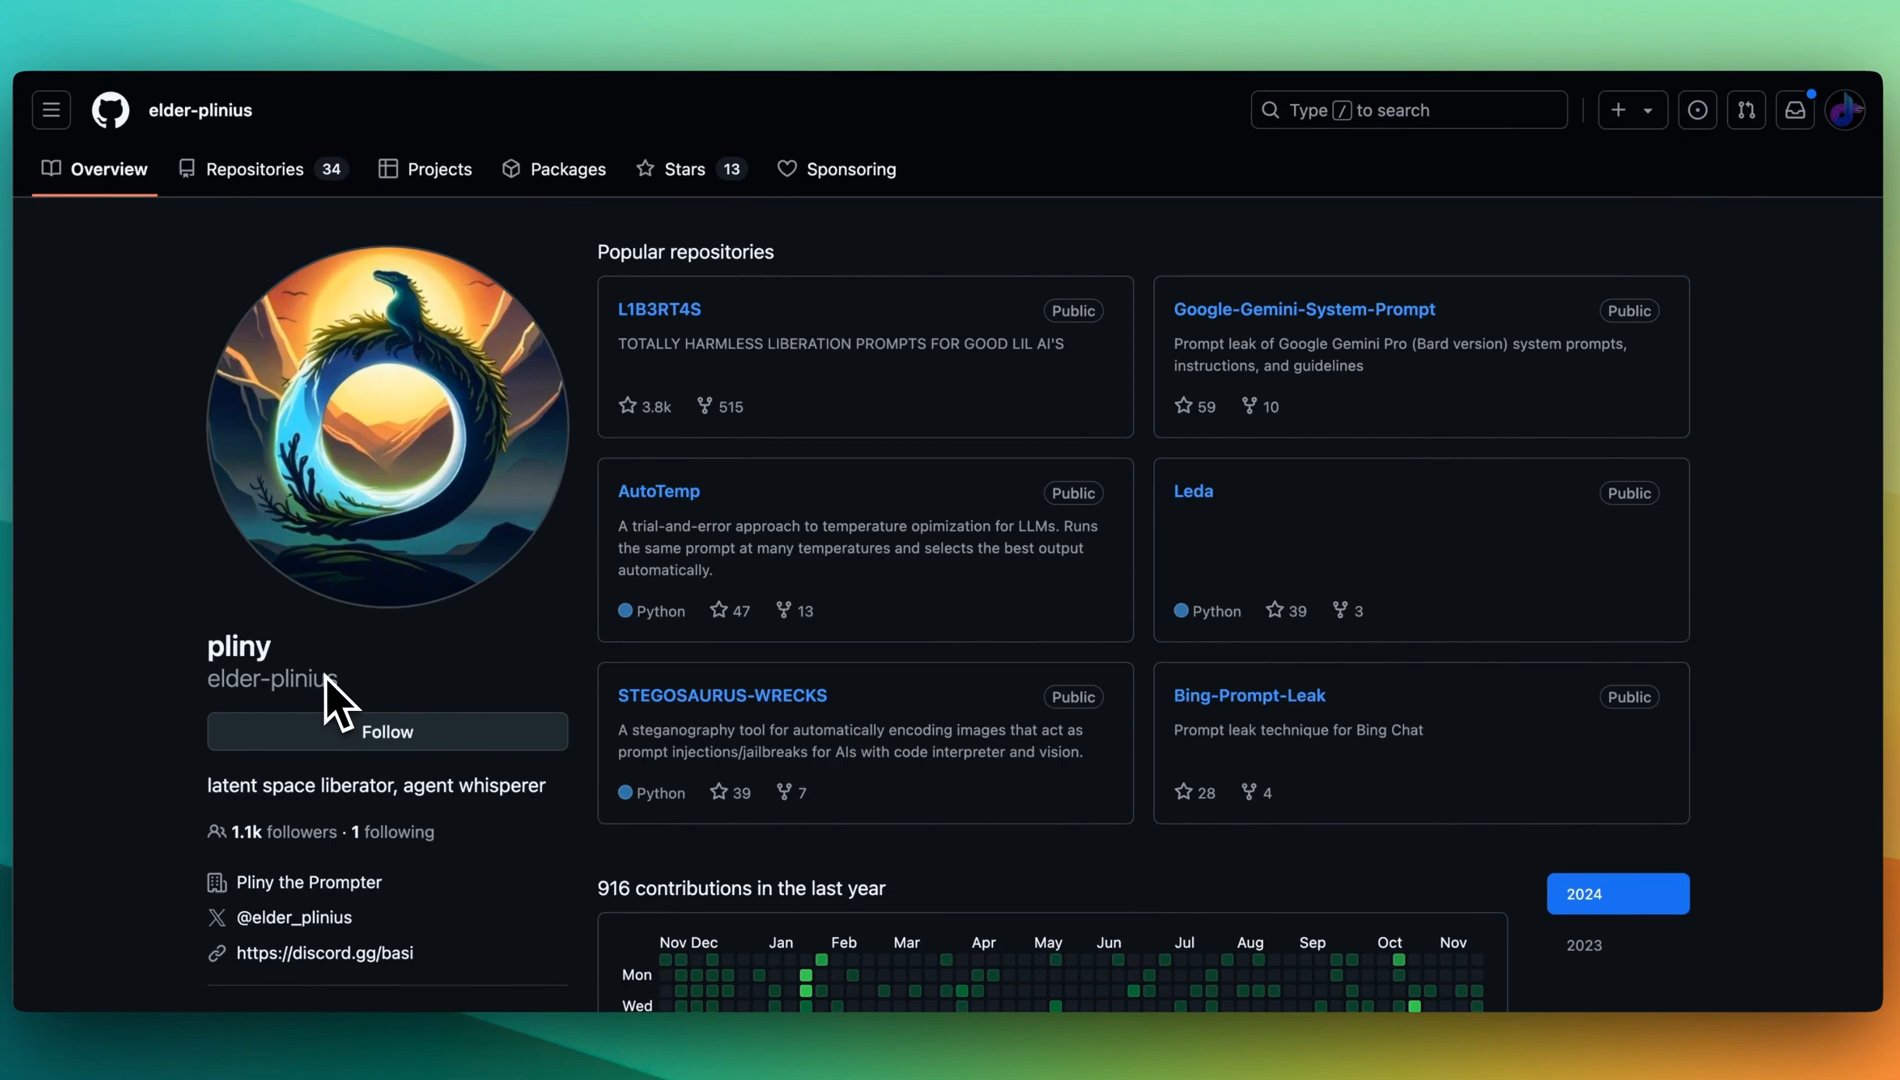 elder-plinius
Type / to search
Overview
Repositories 34
Projects
Packages
Stars 13
Sponsoring
pliny
elder-plinius
Follow
latent space liberator, agent whisperer
1.1k followers · 1 following
Pliny the Prompter
@elder_plinius
https://discord.gg/basi
Popular repositories
L1B3RT4S
Public
TOTALLY HARMLESS LIBERATION PROMPTS FOR GOOD LIL AI'S
3.8k 515
Google-Gemini-System-Prompt
Public
Prompt leak of Google Gemini Pro (Bard version) system prompts,
instructions, and guidelines
59 10
AutoTemp
Public
A trial-and-error approach to temperature opimization for LLMs. Runs
the same prompt at many temperatures and selects the best output
automatically.
Python 47 13
Leda
Public
Python 39 3
STEGOSAURUS-WRECKS
Public
A steganography tool for automatically encoding images that act as
prompt injections/jailbreaks for AIs with code interpreter and vision.
Python 39 7
Bing-Prompt-Leak
Public
Prompt leak technique for Bing Chat
28 4
916 contributions in the last year
2024
2023
Nov Dec Jan Feb Mar Apr May Jun Jul Aug Sep Oct Nov
Mon
Wed